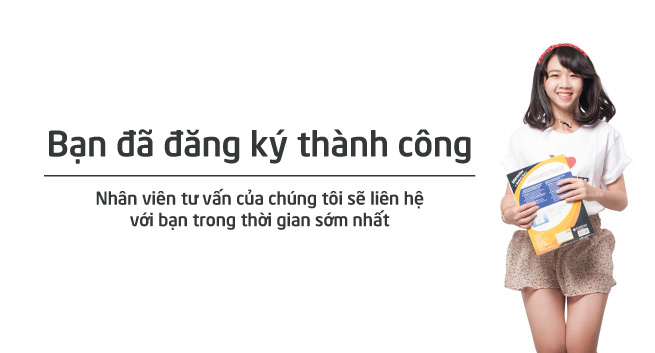 Bạn đã đăng ký thành công
Nhân viên tư vấn của chúng tôi sẽ liên hệ
với bạn trong thời gian sớm nhất